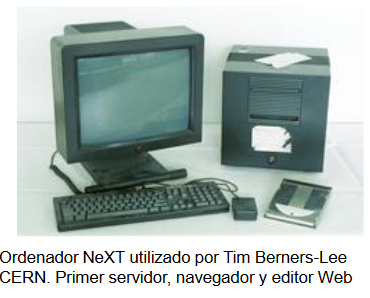 Ordenador NeXT utilizado por Tim Berners-Lee
CERN. Primer servidor, navegador y editor Web